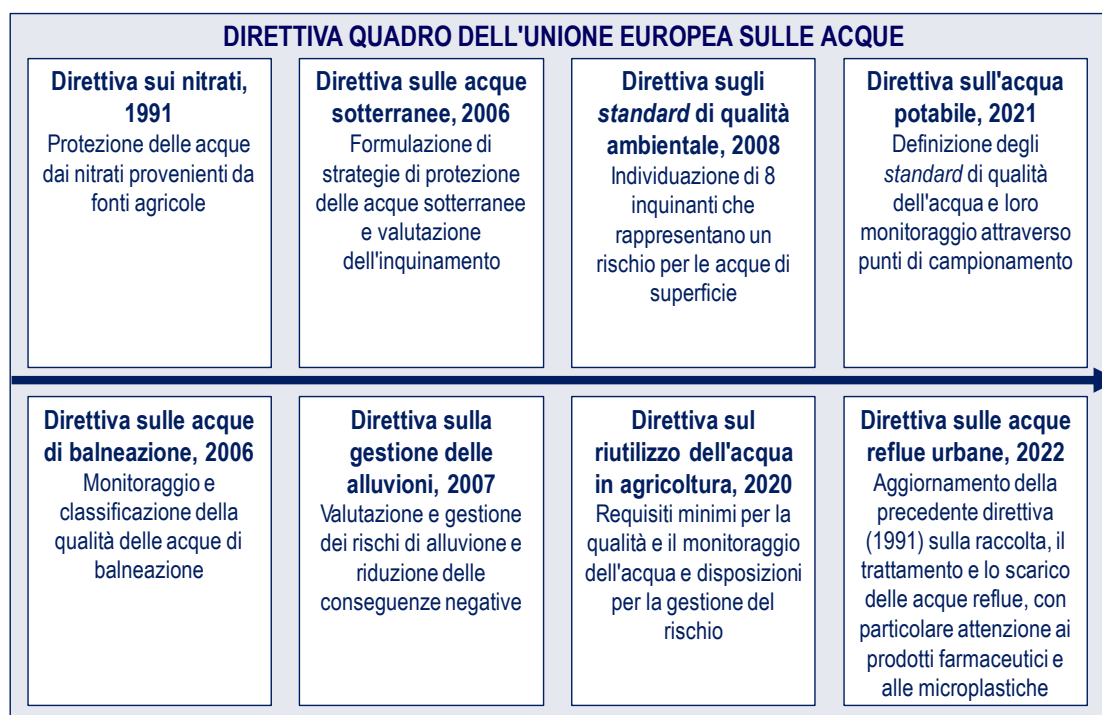 DIRETTIVA QUADRO DELL'UNIONE EUROPEA SULLE ACQUE
Direttiva sui nitrati,
1991
Protezione delle acque
dai nitrati provenienti da
fonti agricole
Direttiva sulle acque
sotterranee, 2006
Formulazione di
strategie di protezione
delle acque sotterranee
e valutazione
dell'inquinamento
Direttiva sugli
standard di qualità
ambientale, 2008
Individuazione di 8
inquinanti che
rappresentano un
rischio per le acque di
superficie
Direttiva sull'acqua
potabile, 2021
Definizione degli
standard di qualità
dell'acqua e loro
monitoraggio attraverso
punti di campionamento
Direttiva sulle acque
di balneazione, 2006
Monitoraggio e
classificazione della
qualità delle acque di
balneazione
Direttiva sulla
gestione delle
alluvioni, 2007
Valutazione e gestione
dei rischi di alluvione e
riduzione delle
conseguenze negative
Direttiva sul
riutilizzo dell'acqua
in agricoltura, 2020
Requisiti minimi per la
qualità e il monitoraggio
dell'acqua e disposizioni
per la gestione del
rischio
Direttiva sulle acque
reflue urbane, 2022
Aggiornamento della
precedente direttiva
(1991) sulla raccolta, il
trattamento e lo scarico
delle acque reflue, con
particolare attenzione ai
prodotti farmaceutici e
alle microplastiche